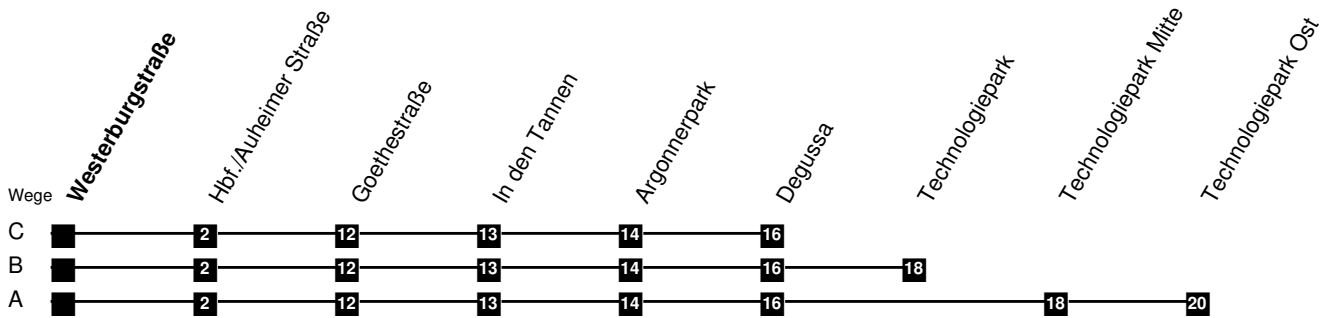 Westerburgstraße
Hbf./Auheimer Straße
Goethestraße
In den Tannen
Argonnerpark
Degussa
Technologiepark
Technologiepark Mitte
Technologiepark Ost
Wege
C 2 12 13 14 16
B 2 12 13 14 16 18
A 2 12 13 14 16 18 20